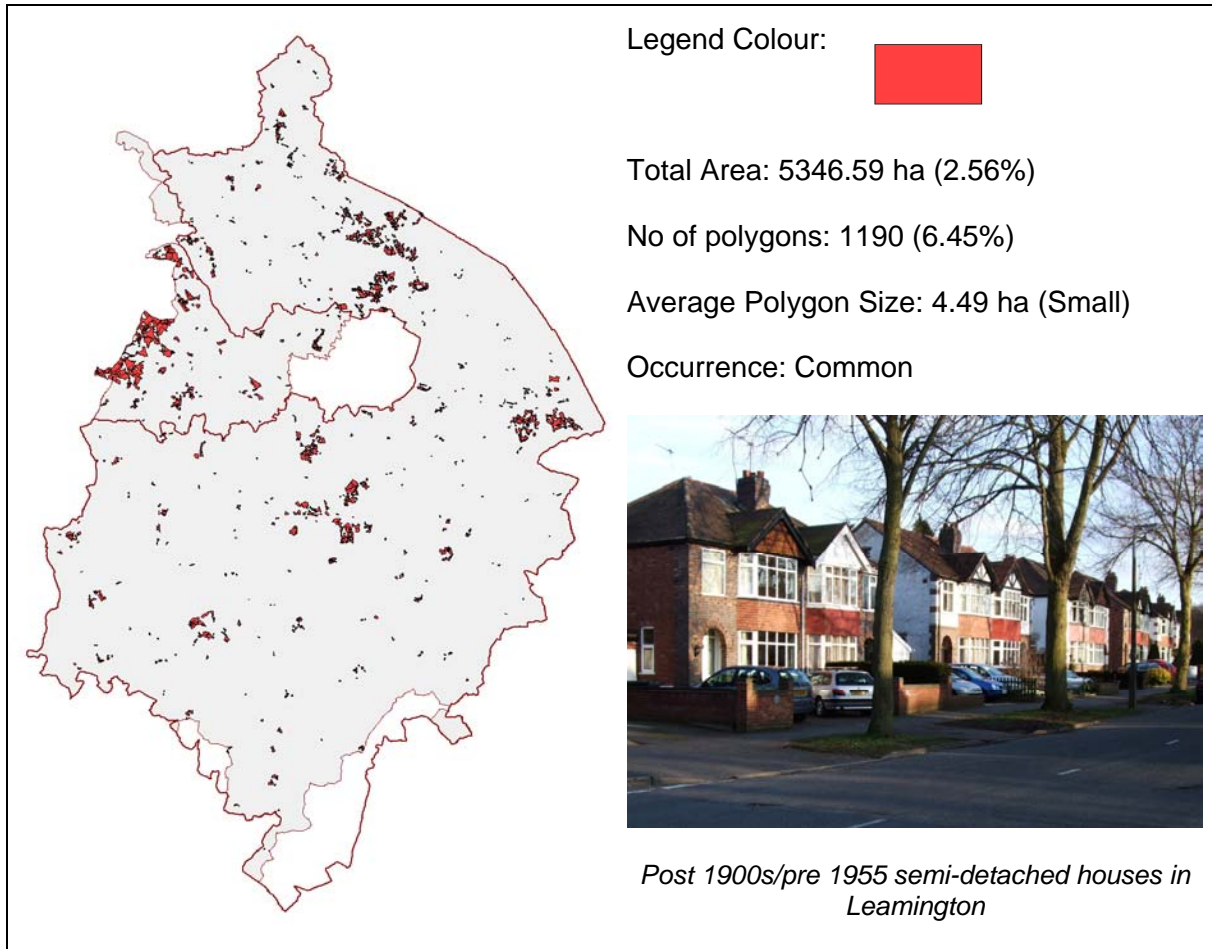 Legend Colour:
Total Area: 5346.59 ha (2.56%)
No of polygons: 1190 (6.45%)
Average Polygon Size: 4.49 ha (Small)
Occurrence: Common
Post 1900s/pre 1955 semi-detached houses in
Leamington